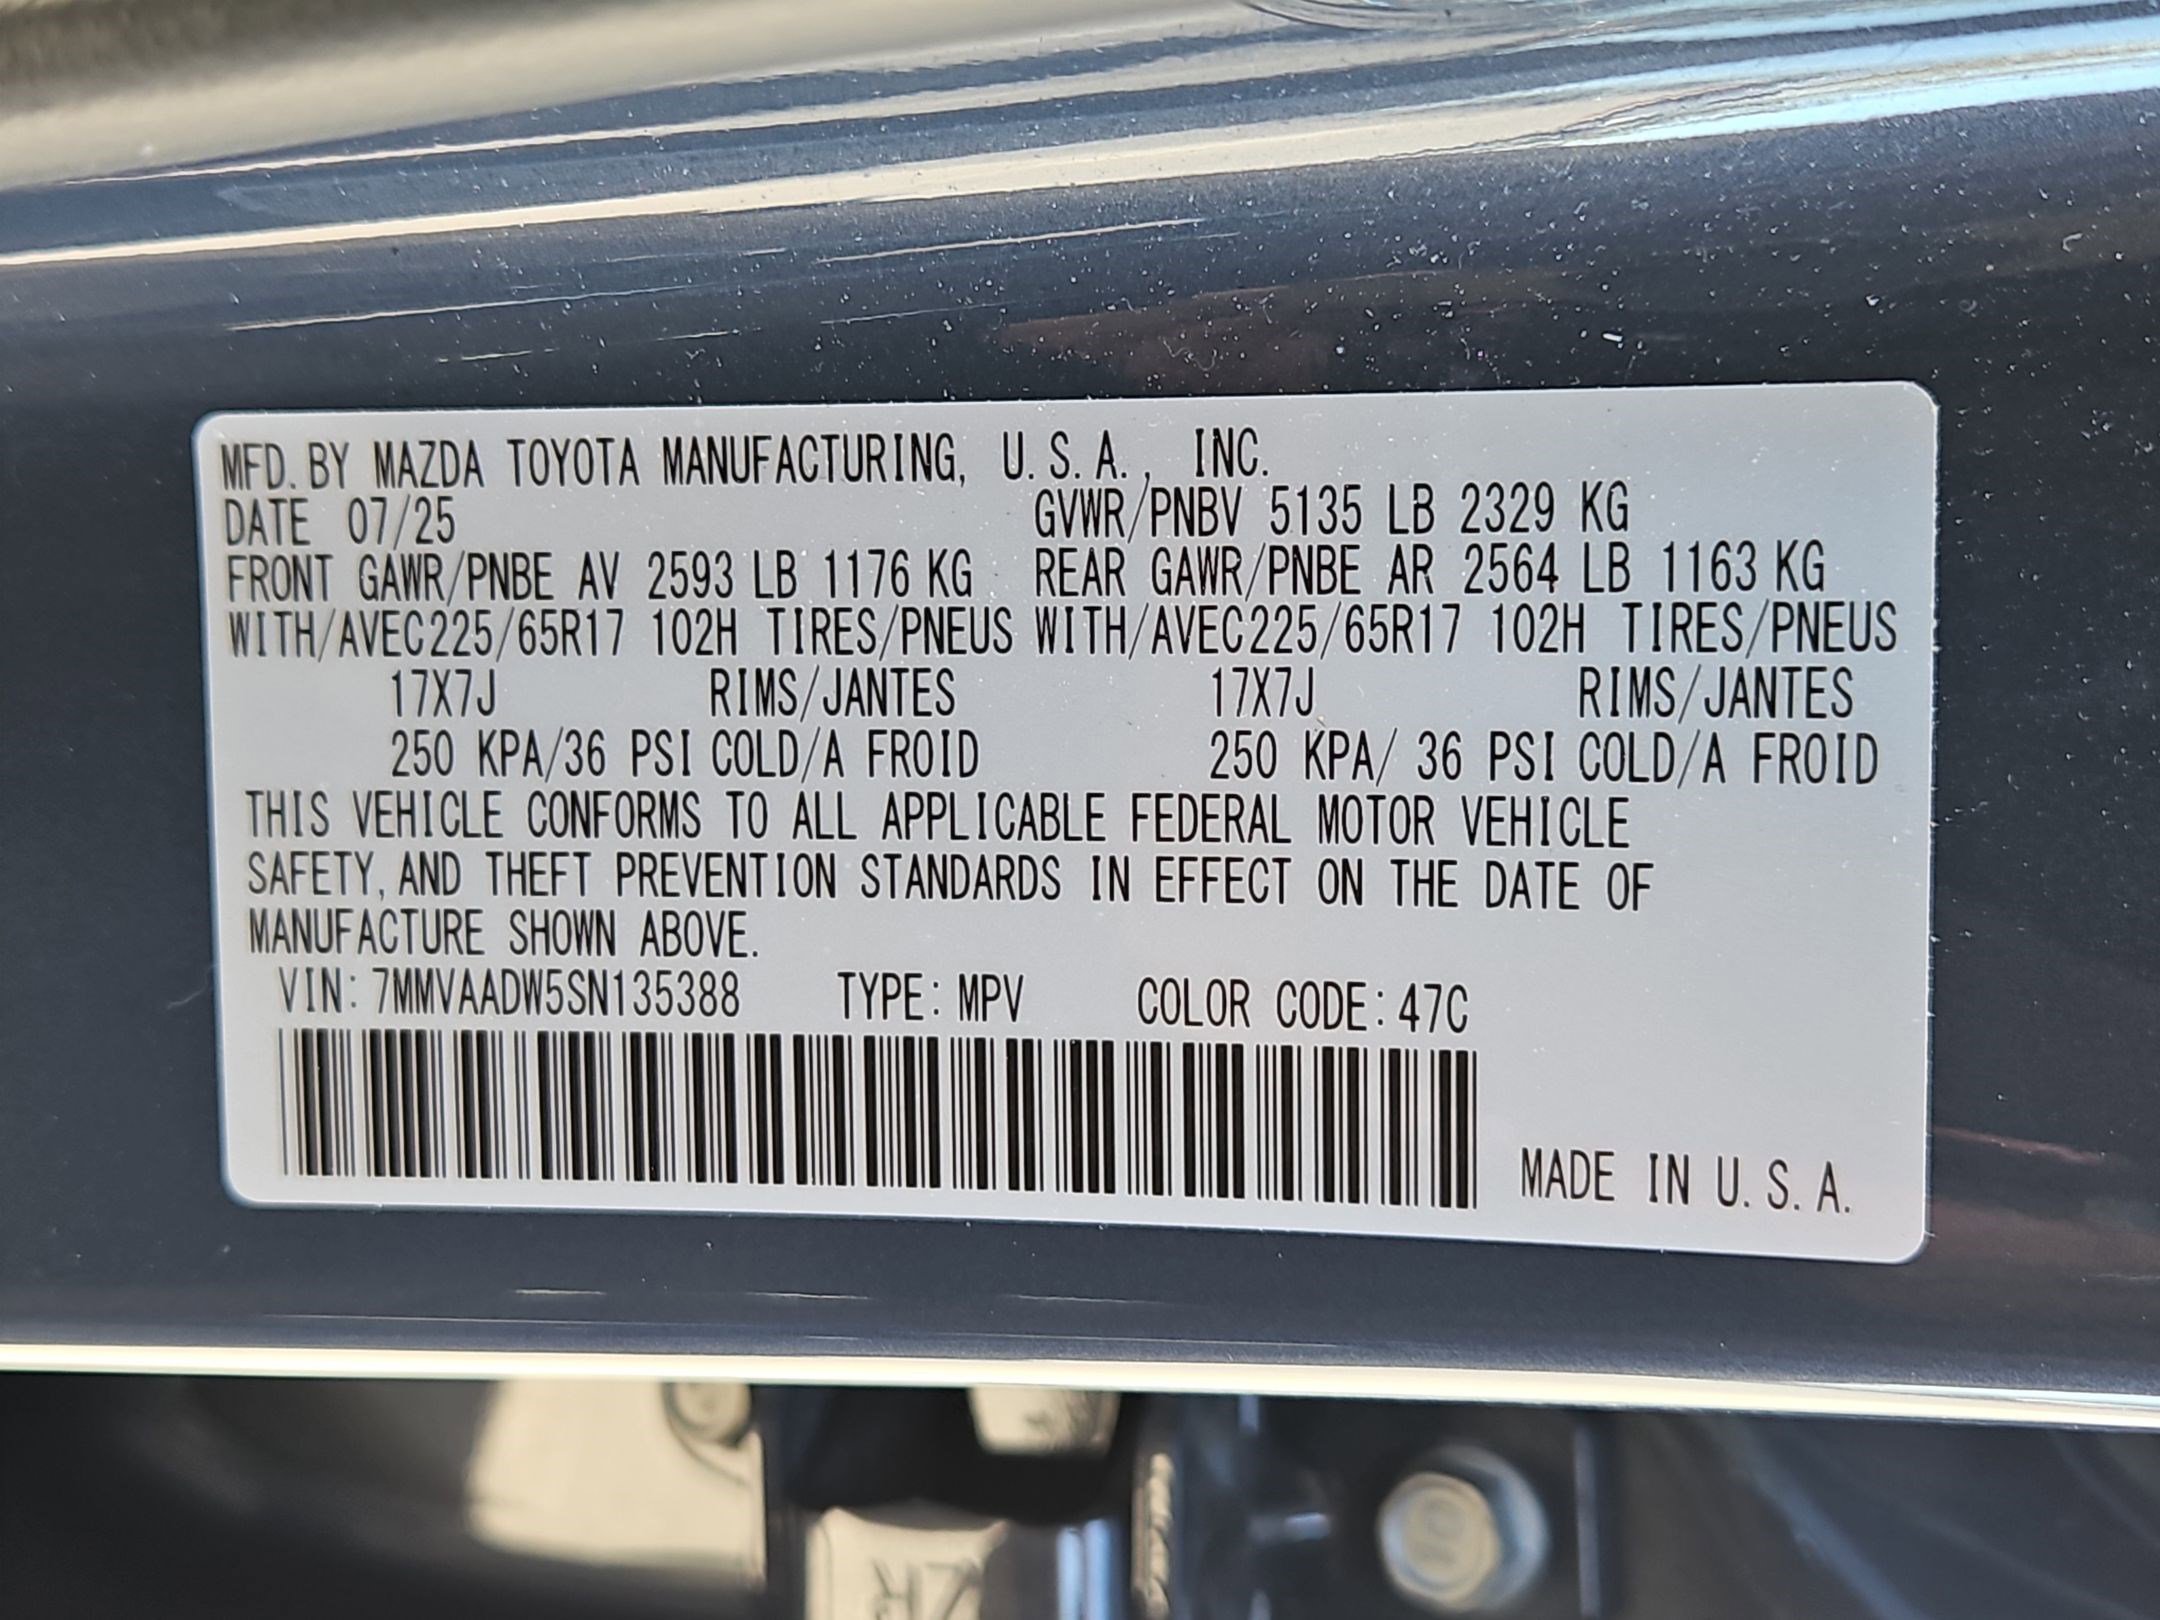 MFD. BY MAZDA TOYOTA MANUFACTURING, U.S.A., INC.
DATE 07/25 GVWR/PNBV 5135 LB 2329 KG
FRONT GAWR/PNBE AV 2593 LB 1176 KG REAR GAWR/PNBE AR 2564 LB 1163 KG
WITH/AVEC225/65R17 102H TIRES/PNEUS WITH/AVEC225/65R17 102H TIRES/PNEUS
17X7J RIMS/JANTES 17X7J RIMS/JANTES
250 KPA/36 PSI COLD/A FROID 250 KPA/ 36 PSI COLD/A FROID
THIS VEHICLE CONFORMS TO ALL APPLICABLE FEDERAL MOTOR VEHICLE
SAFETY, AND THEFT PREVENTION STANDARDS IN EFFECT ON THE DATE OF
MANUFACTURE SHOWN ABOVE.
VIN: 7MMVAADW5SN135388 TYPE: MPV COLOR CODE: 47C
MADE IN U.S.A.